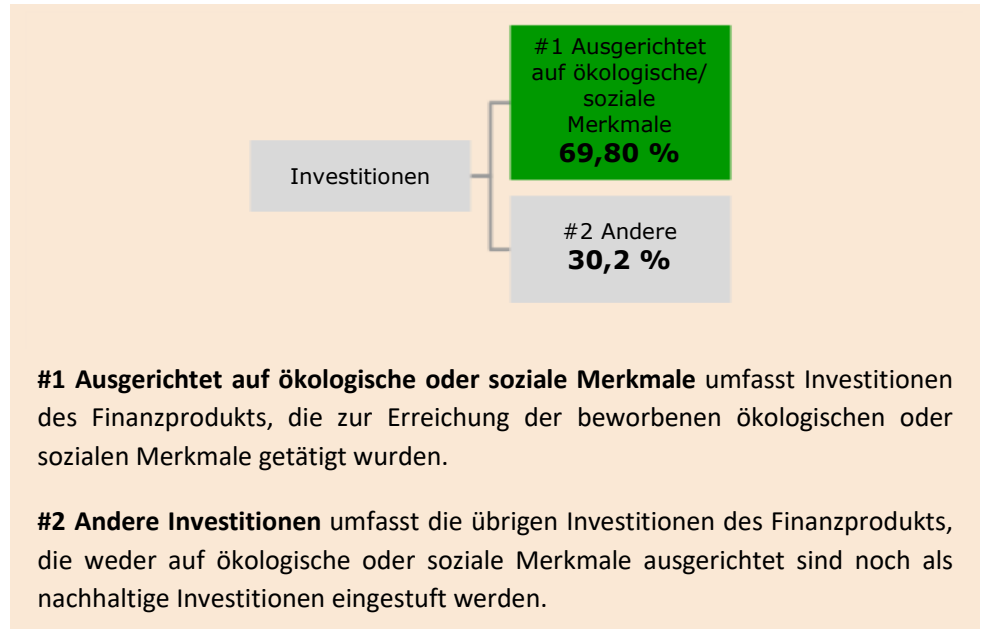 #1 Ausgerichtet
auf ökologische/
soziale
Merkmale
69,80 %
Investitionen
#2 Andere
30,2 %
#1 Ausgerichtet auf ökologische oder soziale Merkmale umfasst Investitionen
des Finanzprodukts, die zur Erreichung der beworbenen ökologischen oder
sozialen Merkmale getätigt wurden.
#2 Andere Investitionen umfasst die übrigen Investitionen des Finanzprodukts,
die weder auf ökologische oder soziale Merkmale ausgerichtet sind noch als
nachhaltige Investitionen eingestuft werden.